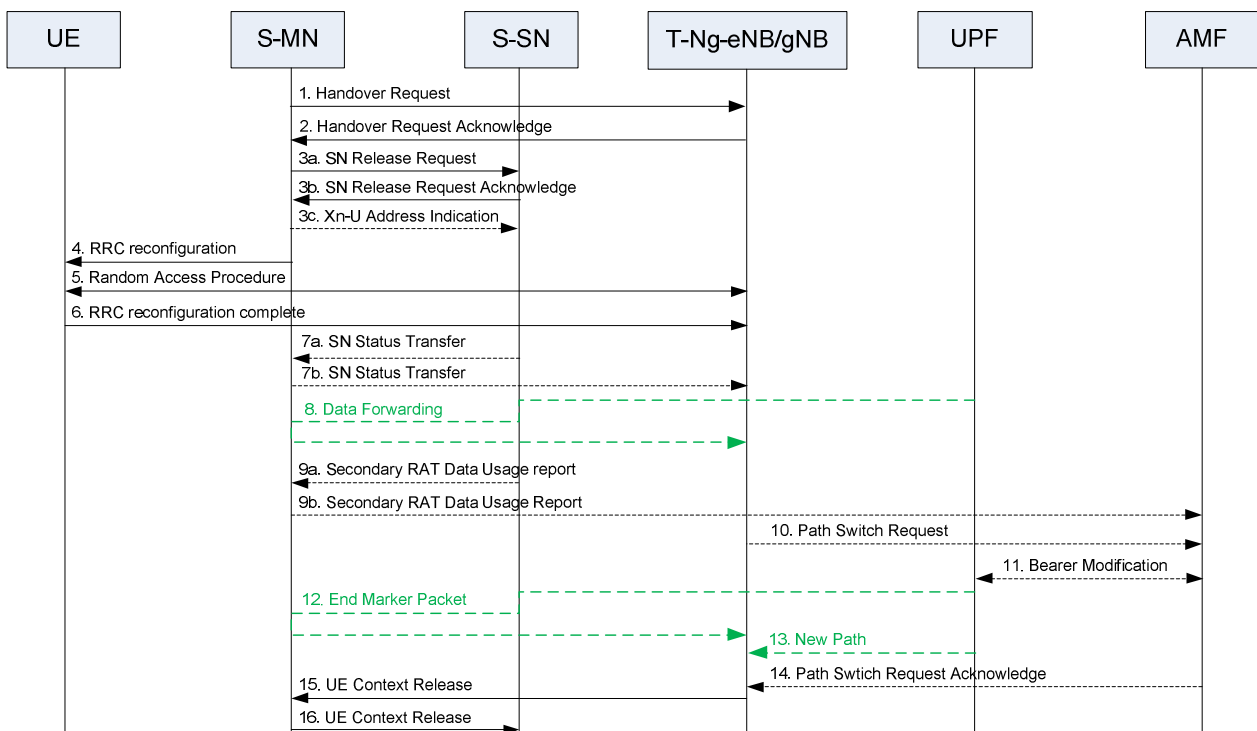 UE
S-MN
S-SN
T-Ng-eNB/gNB
UPF
AMF
1. Handover Request
2. Handover Request Acknowledge
3a. SN Release Request
3b. SN Release Request Acknowledge
3c. Xn-U Address Indication
4. RRC reconfiguration
5. Random Access Procedure
6. RRC reconfiguration complete
7a. SN Status Transfer
7b. SN Status Transfer
8. Data Forwarding
9a. Secondary RAT Data Usage report
9b. Secondary RAT Data Usage Report
10. Path Switch Request
11. Bearer Modification
12. End Marker Packet
13. New Path
14. Path Swtich Request Acknowledge
15. UE Context Release
16. UE Context Release